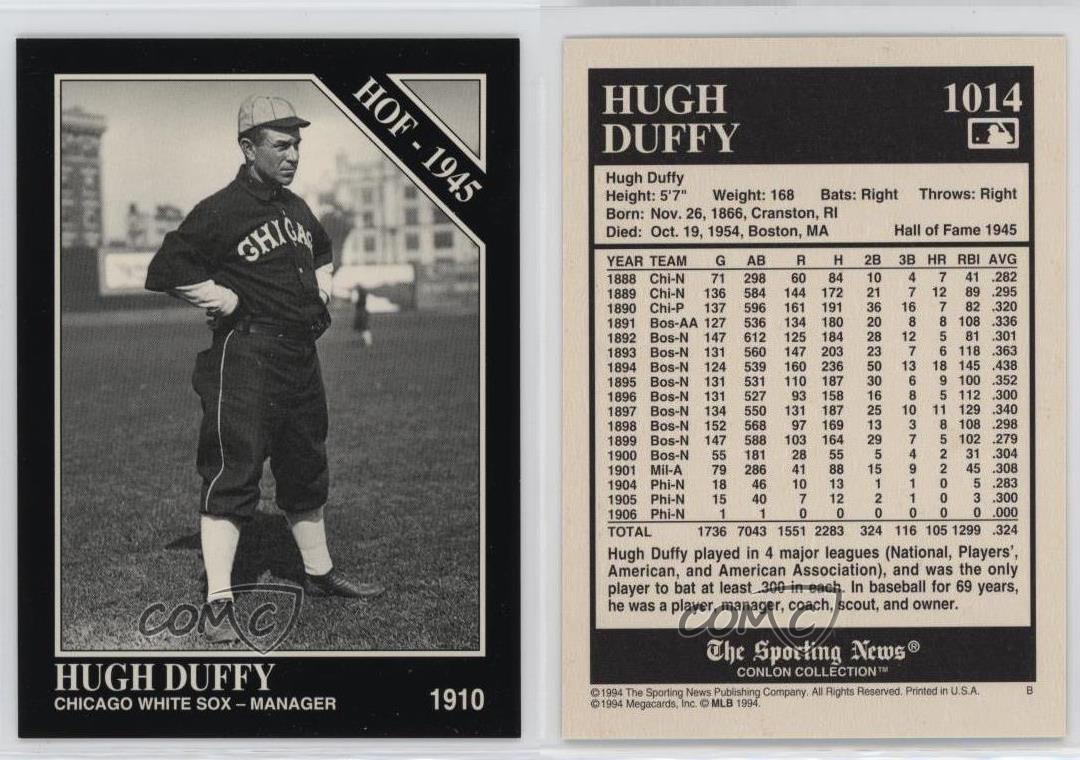 HOF - 1945
CHICAGO
COMC
HUGH DUFFY
CHICAGO WHITE SOX – MANAGER
1910
HUGH
DUFFY
1014
Hugh Duffy
Height: 5'7" Weight: 168 Bats: Right Throws: Right
Born: Nov. 26, 1866, Cranston, RI
Died: Oct. 19, 1954, Boston, MA Hall of Fame 1945
YEAR TEAM G AB R H 2B 3B HR RBI AVG
1888 Chi-N 71 298 60 84 10 4 7 41 .282
1889 Chi-N 136 584 144 172 21 7 12 89 .295
1890 Chi-P 137 596 161 191 36 16 7 82 .320
1891 Bos-AA 127 536 134 180 20 8 8 108 .336
1892 Bos-N 147 612 125 184 28 12 5 81 .301
1893 Bos-N 131 560 147 203 23 7 6 118 .363
1894 Bos-N 124 539 160 236 50 13 18 145 .438
1895 Bos-N 131 531 110 187 30 6 9 100 .352
1896 Bos-N 131 527 93 158 16 8 5 112 .300
1897 Bos-N 134 550 131 187 25 10 11 129 .340
1898 Bos-N 152 568 97 169 13 3 8 108 .298
1899 Bos-N 147 588 103 164 29 7 5 102 .279
1900 Bos-N 55 181 28 55 5 4 2 31 .304
1901 Mil-A 79 286 41 88 15 9 2 45 .308
1904 Phi-N 18 46 10 13 1 1 0 5 .283
1905 Phi-N 15 40 7 12 2 1 0 3 .300
1906 Phi-N 1 1 0 0 0 0 0 0 .000
TOTAL 1736 7043 1551 2283 324 116 105 1299 .324
Hugh Duffy played in 4 major leagues (National, Players',
American, and American Association), and was the only
player to bat at least .300 in each. In baseball for 69 years,
he was a player, manager, coach, scout, and owner.
COMC
The Sporting News®
CONLON COLLECTION™
©1994 The Sporting News Publishing Company. All Rights Reserved. Printed in U.S.A. B
©1994 Megacards, Inc. © MLB 1994.